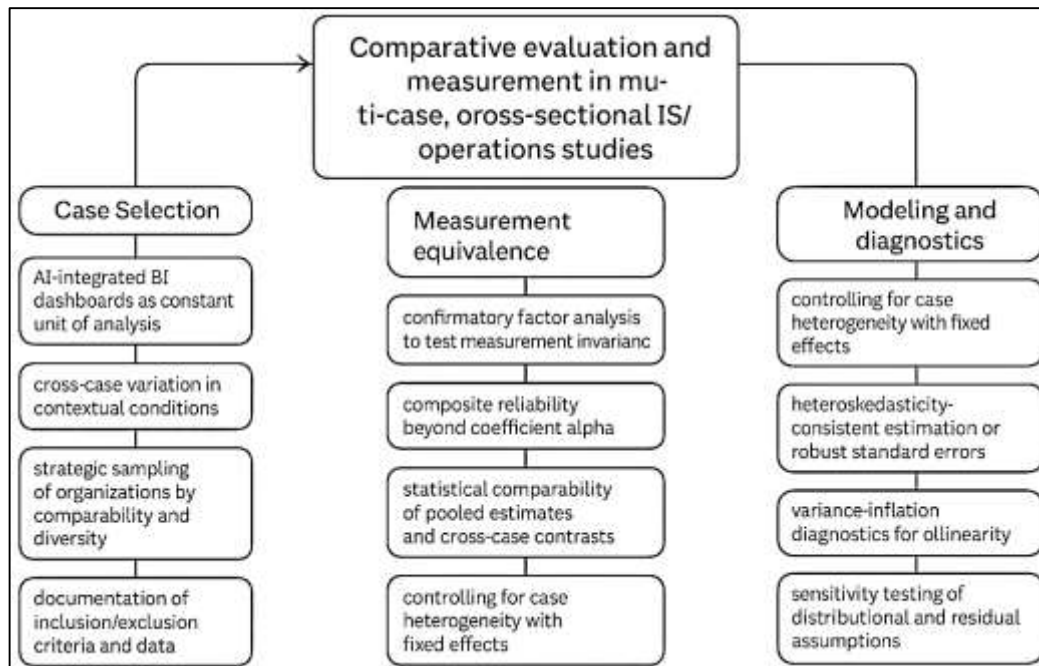 Comparative evaluation and
measurement in mu-
ti-case, oross-sectional IS/
operations studies
Case Selection
AI-integrated BI
dashboards as constant
unit of analysis
cross-case variation in
contextual conditions
strategic sampling
of organizations by
comparability and
diversity
documentation of
inclusion/exclusion
criteria and data
Measurement
equivalence
confirmatory factor analysis
to test measurement invarianc
composite reliability
beyond coefficient alpha
statistical comparability
of pooled estimates
and cross-case contrasts
controlling for case
heterogeneity with
fixed effects
Modeling and
diagnostics
controlling for case
heterogeneity with fixed
effects
heteroskedasticity-
consistent estimation or
robust standard errors
variance-inflation
diagnostics for ollinearity
sensitivity testing of
distributional and residual
assumptions